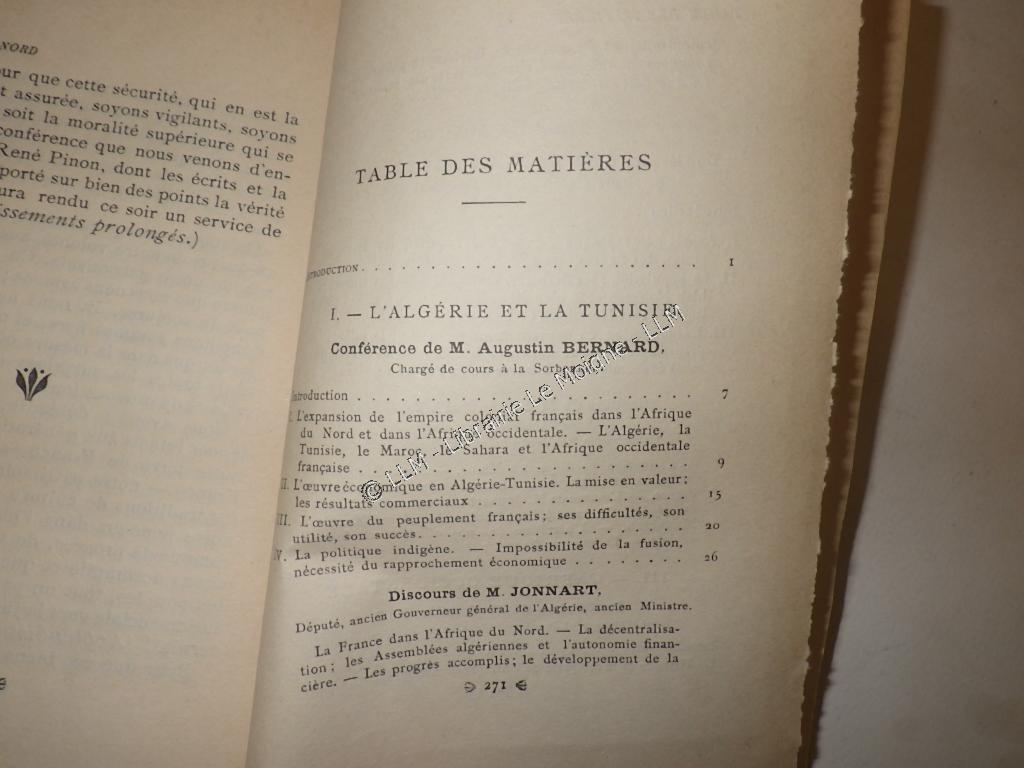 NORD
que cette sécurité, qui en est la
assurée, soyons vigilants, soyons
soit la moralité supérieure qui se
conférence que nous venons d'en-
René Pinon, dont les écrits et la
porté sur bien des points la vérité
ura rendu ce soir un service de
issements prolongés.)
TABLE DES MATIÈRES
INTRODUCTION . . . . . . . . . . . . . . . . . . . . 1
I. — L'ALGÉRIE ET LA TUNISIE
Conférence de M. Augustin BERNARD,
Chargé de cours à la Sorbonne.
Introduction . . . . . . . . . . . . . . . . . . . . 7
I. L'expansion de l'empire colonial français dans l'Afrique
du Nord et dans l'Afrique occidentale. — L'Algérie, la
Tunisie, le Maroc, le Sahara et l'Afrique occidentale
française . . . . . . . . . . . . . . . . . . . . 9
II. L'œuvre économique en Algérie-Tunisie. La mise en valeur;
les résultats commerciaux . . . . . . . . . . . . . 15
III. L'œuvre du peuplement français; ses difficultés, son
utilité, son succès. . . . . . . . . . . . . . . . . 20
IV. La politique indigène. — Impossibilité de la fusion,
nécessité du rapprochement économique . . . . . . . 26
Discours de M. JONNART,
Député, ancien Gouverneur général de l'Algérie, ancien Ministre.
La France dans l'Afrique du Nord. — La décentralisa-
tion; les Assemblées algériennes et l'autonomie finan-
cière. — Les progrès accomplis; le développement de la
271
© LLM - Librairie Le Moigne - LLM